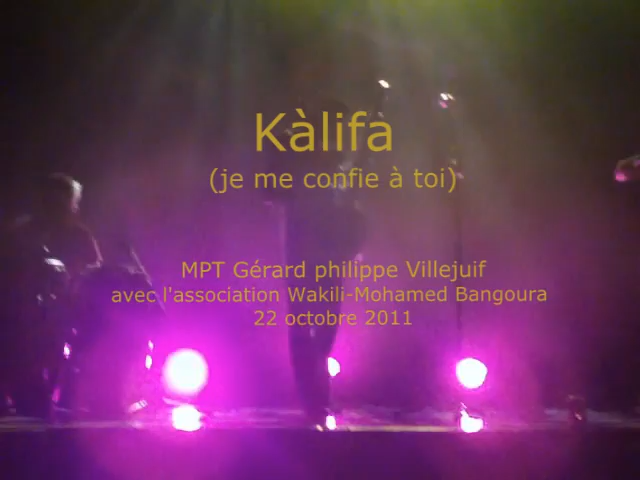 Kàlifa
(je me confie à toi)
MPT Gérard philippe Villejuif
avec l'association Wakili-Mohamed Bangoura
22 octobre 2011